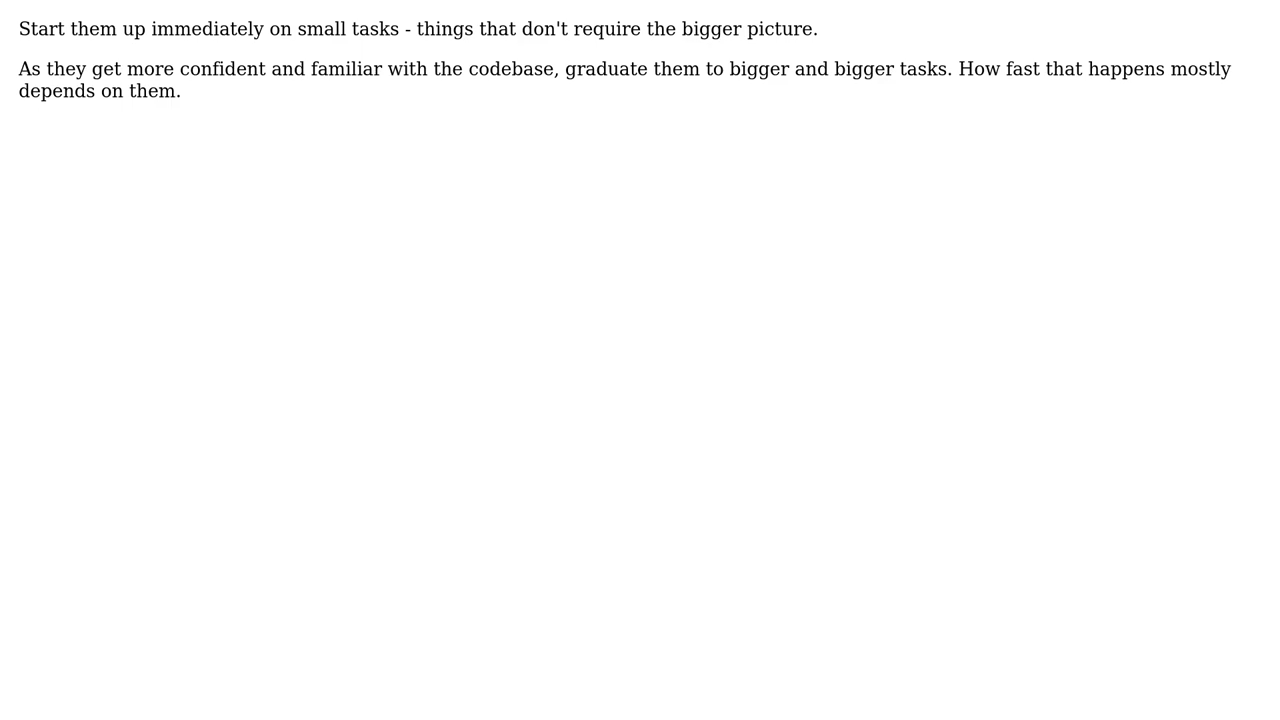 Start them up immediately on small tasks - things that don't require the bigger picture.
As they get more confident and familiar with the codebase, graduate them to bigger and bigger tasks. How fast that happens mostly
depends on them.